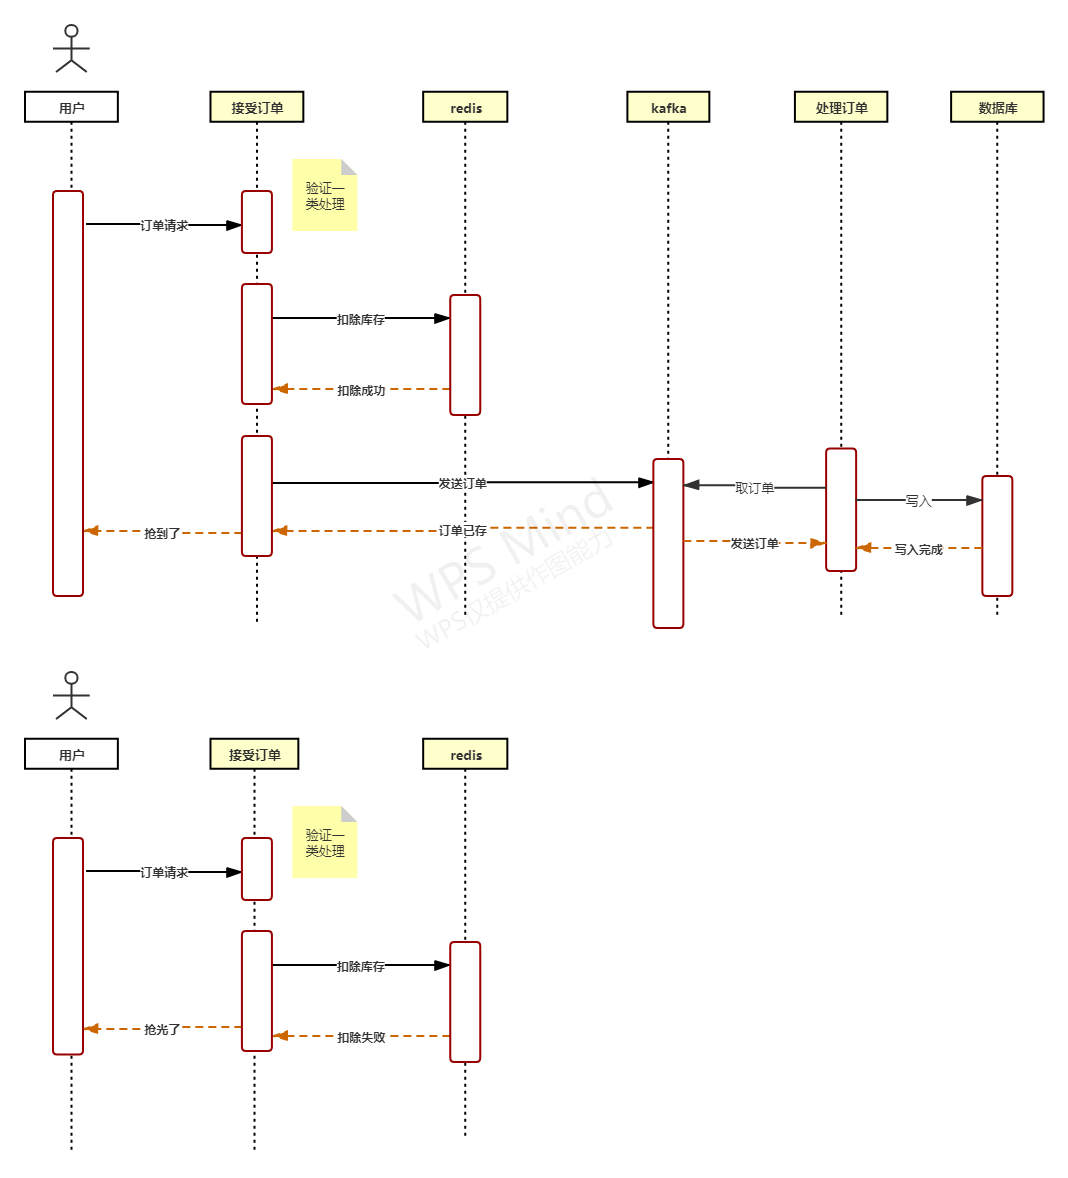 用户
接受订单
redis
kafka
处理订单
数据库
验证一
类处理
订单请求
扣除库存
扣除成功
发送订单
取订单
写入
抢到了
订单已存
发送订单
写入完成
WPS Mind
WPS仅提供作图能力
用户
接受订单
redis
验证一
类处理
订单请求
扣除库存
抢光了
扣除失败